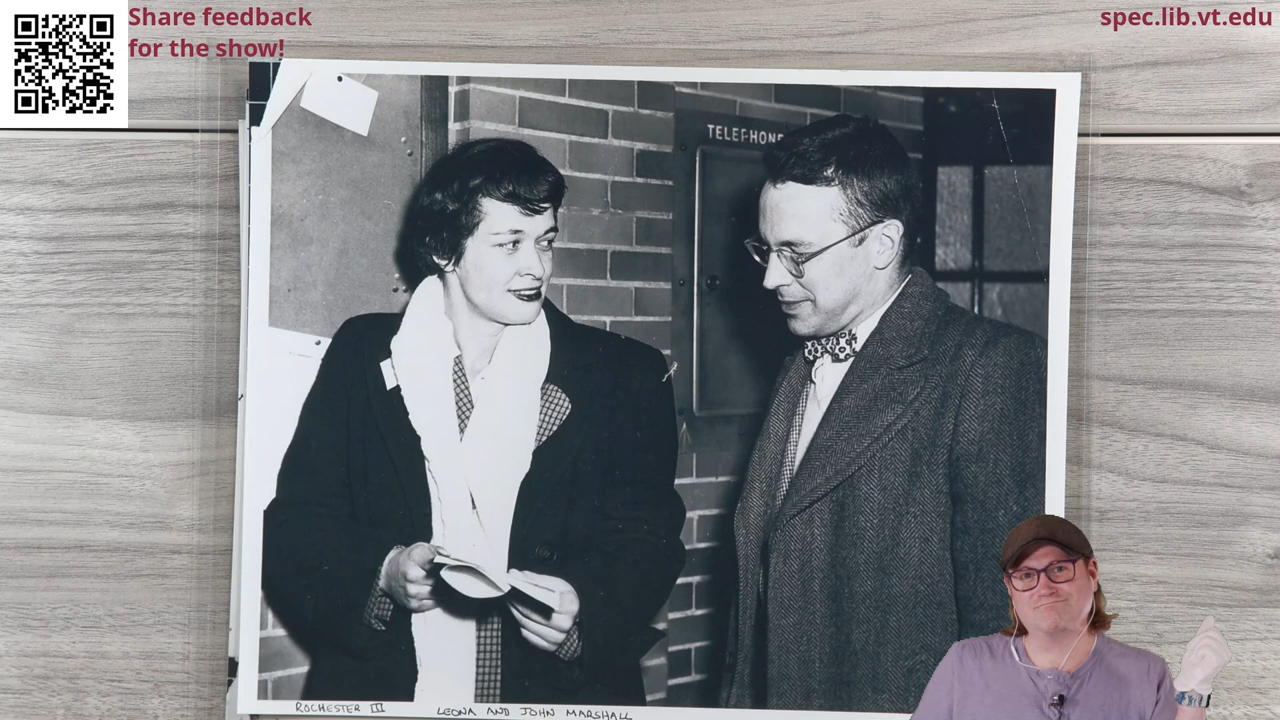 Share feedback
for the show!
spec.lib.vt.edu
TELEPHONE
ROCHESTER III
LEONA AND JOHN MARSHALL